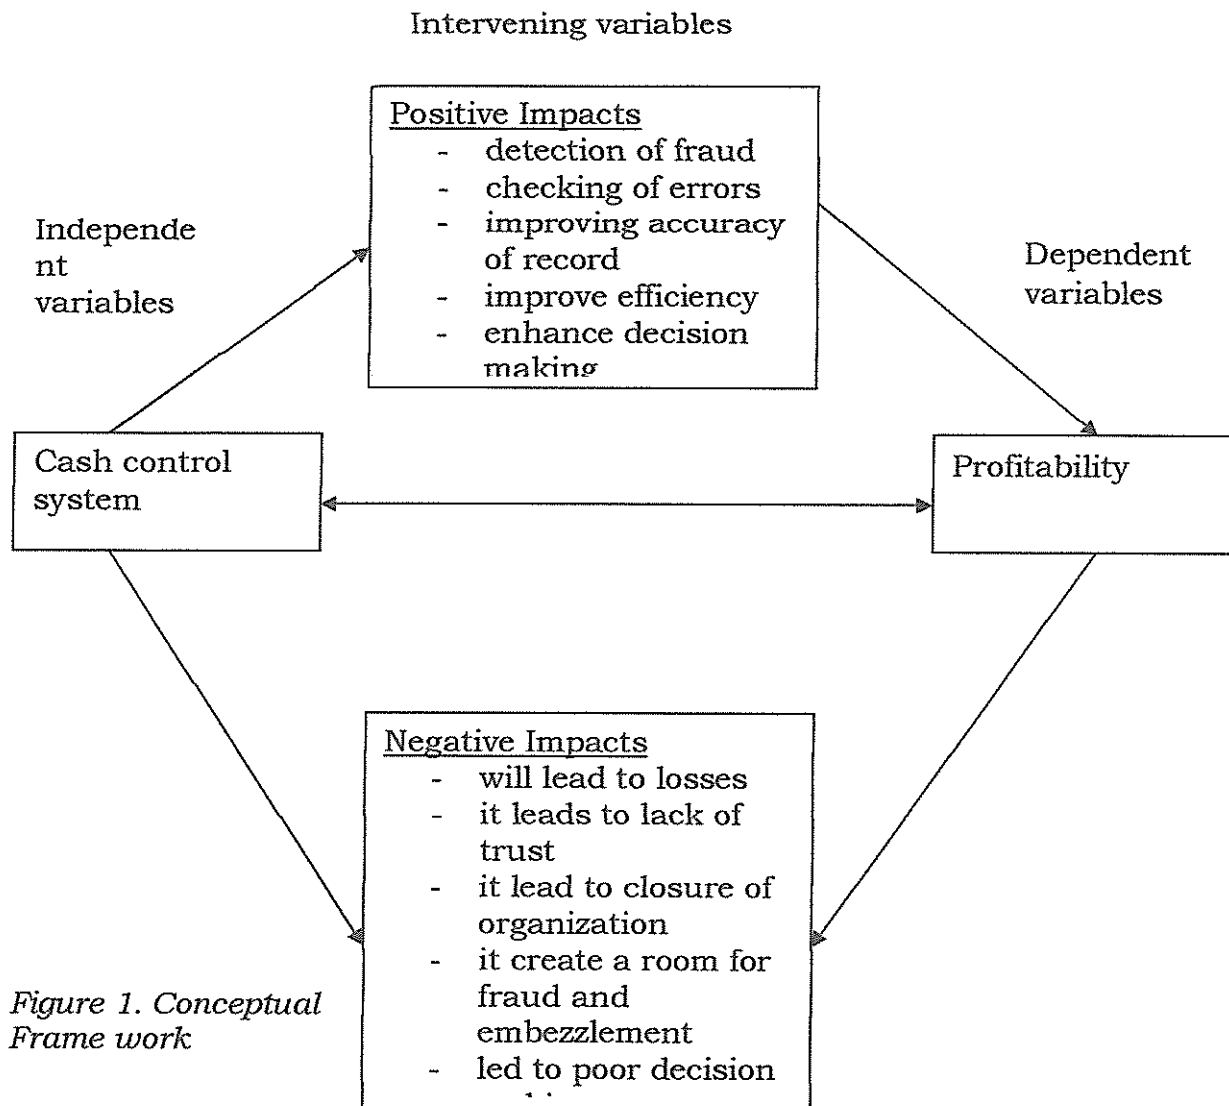 Intervening variables
Positive Impacts
- detection of fraud
- checking of errors
- improving accuracy
of record
- improve efficiency
- enhance decision
making
Independe
nt
variables
Dependent
variables
Cash control
system
Profitability
Negative Impacts
- will lead to losses
- it leads to lack of
trust
- it lead to closure of
organization
- it create a room for
fraud and
embezzlement
- led to poor decision
Figure 1. Conceptual
Frame work